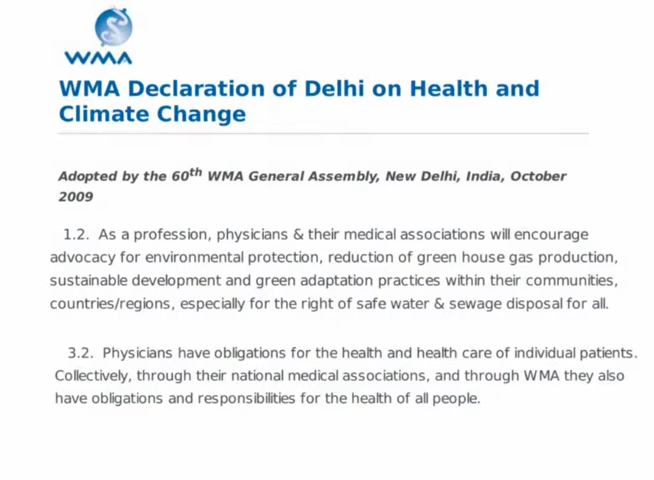 WMA
WMA Declaration of Delhi on Health and
Climate Change
Adopted by the 60th WMA General Assembly, New Delhi, India, October
2009
1.2. As a profession, physicians & their medical associations will encourage
advocacy for environmental protection, reduction of green house gas production,
sustainable development and green adaptation practices within their communities,
countries/regions, especially for the right of safe water & sewage disposal for all.
3.2. Physicians have obligations for the health and health care of individual patients.
Collectively, through their national medical associations, and through WMA they also
have obligations and responsibilities for the health of all people.